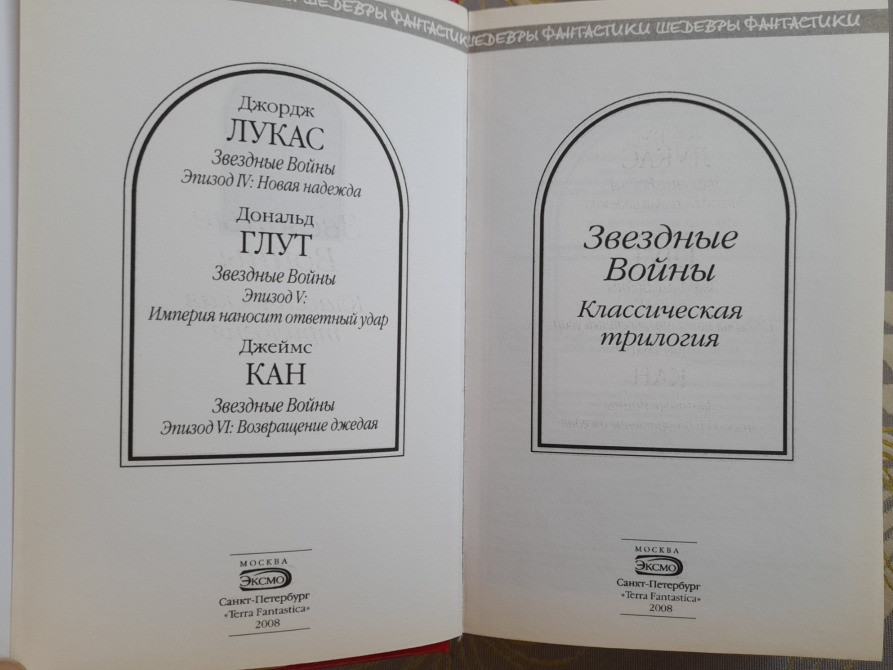 ШЕДЕВРЫ ФАНТАСТИКИ
Джордж
ЛУКАС
Звездные Войны
Эпизод IV: Новая надежда
Дональд
ГЛУТ
Звездные Войны
Эпизод V:
Империя наносит ответный удар
Джеймс
КАН
Звездные Войны
Эпизод VI: Возвращение джедая
МОСКВА
ЭКСМО
Санкт-Петербург
«Terra Fantastica»
2008
ШЕДЕВРЫ ФАНТАСТИКИ ШЕДЕВРЫ ФАНТАСТИКИ
Звездные
Войны
Классическая
трилогия
МОСКВА
ЭКСМО
Санкт-Петербург
«Terra Fantastica»
2008